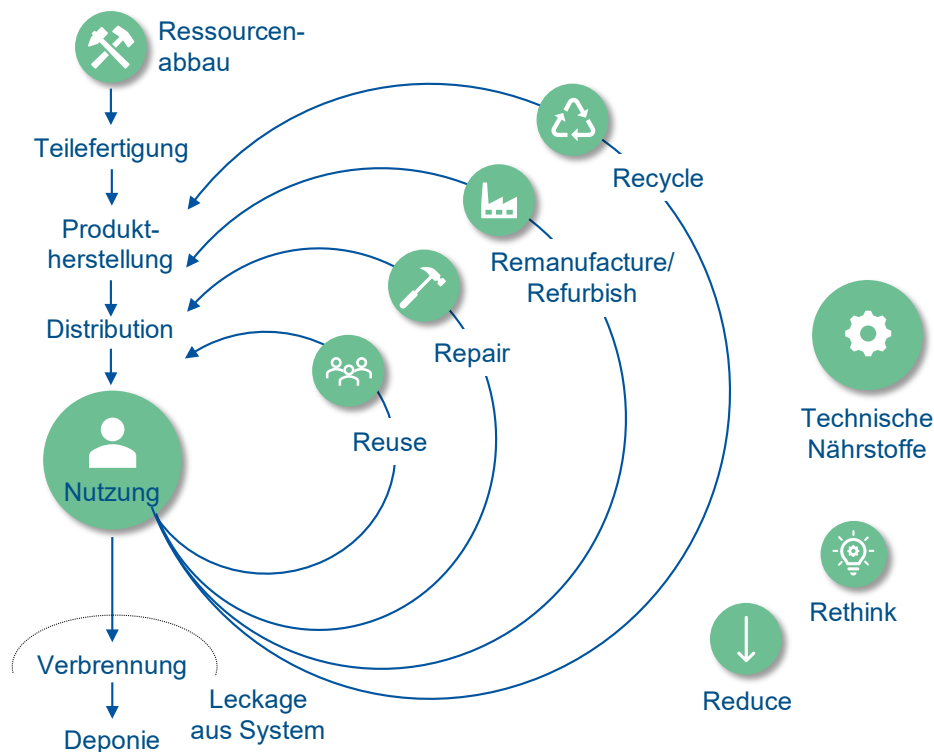 Ressourcen-
abbau
Teilefertigung
Recycle
Produkt-
herstellung
Remanufacture/
Refurbish
Distribution
Repair
Reuse
Technische
Nährstoffe
Nutzung
Rethink
Verbrennung
Leckage
aus System
Reduce
Deponie